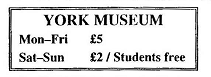 YORK MUSEUM
Mon–Fri £5
Sat–Sun £2 / Students free